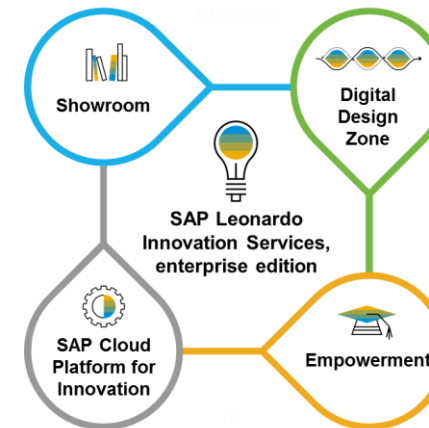 Showroom
Digital
Design
Zone
SAP Leonardo
Innovation Services,
enterprise edition
SAP Cloud
Platform for
Innovation
Empowerment